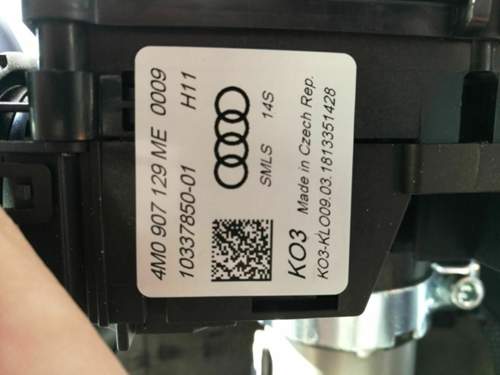 4M0 907 129 ME 0009
10337850-01 H11
SMLS 14S
KO3 Made in Czech Rep.
KO3-KLO09.03.1813351428